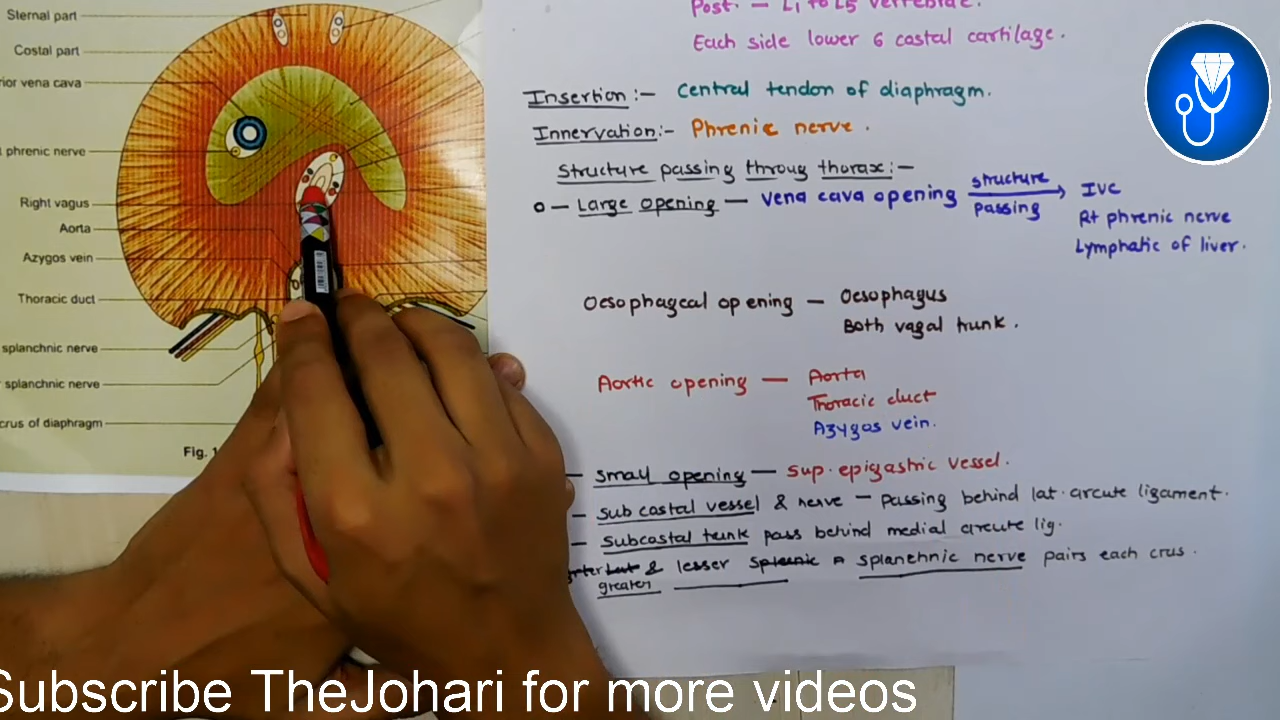 Sternal part
Costal part
rior vena cava
phrenic nerve
Right vagus
Aorta
Azygos vein
Thoracic duct
splanchnic nerve
splanchnic nerve
crus of diaphragm
Fig. 1
Post. — L1 to L5 vertebrae.
Each side lower 6 costal cartilage.
Insertion :- Central tendon of diaphragm.
Innervation:- Phrenic nerve.
Structure passing throug thorax:-
Large opening — vena cava opening structure passing IVC
Rt phrenic nerve
Lymphatic of liver.
Oesophageal opening — Oesophagus
Both vagal trunk.
Aortic opening — Aorta
Thoracic duct
Azygos vein.
— Small opening — Sup. epigastric vessel.
— Sub costal vessel & nerve — Passing behind lat. arcute ligament.
— Subcostal trunk pass behind medial arcute lig.
& lesser splanehnic nerve pairs each crus.
greater
Subscribe TheJohari for more videos